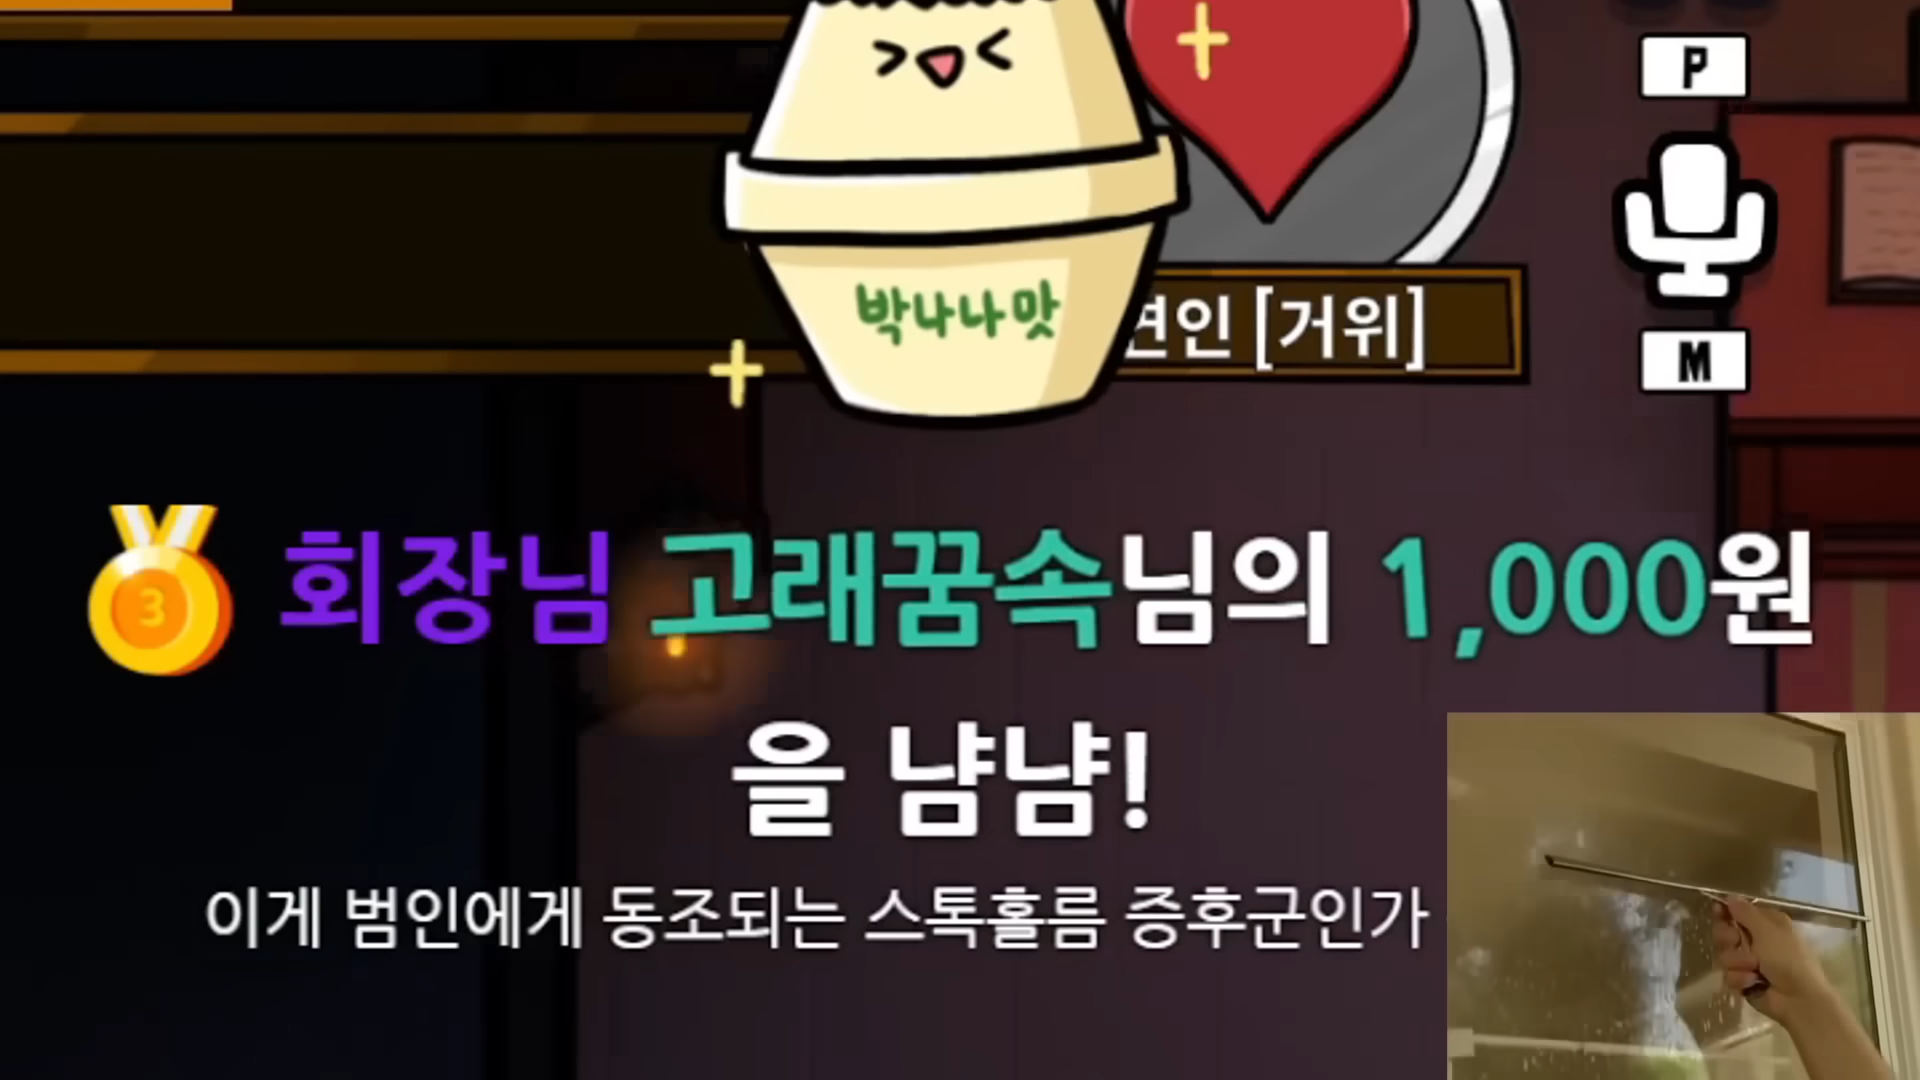 P
박나나맛
연인 [거위]
M
3 회장님 고래꿈속님의 1,000원
을 냠냠!
이게 범인에게 동조되는 스톡홀름 증후군인가